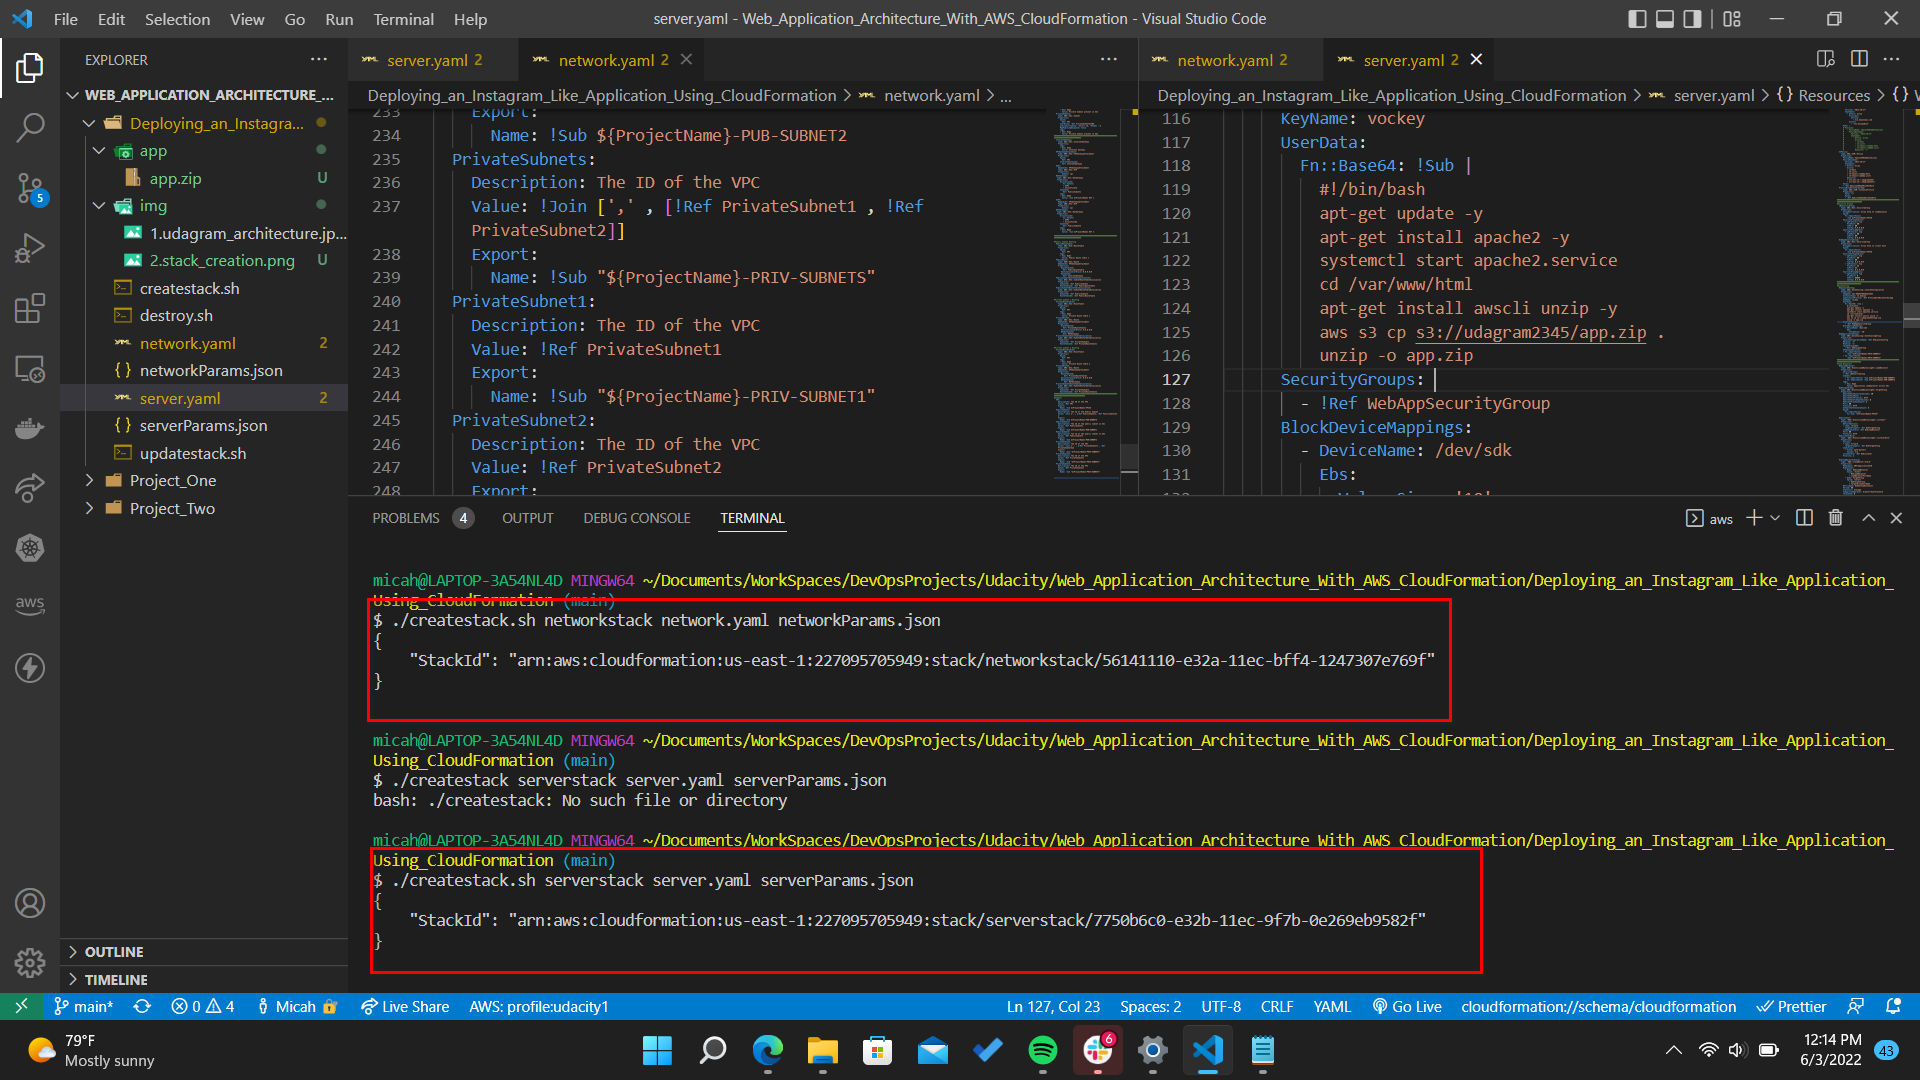 File Edit Selection View Go Run Terminal Help
server.yaml - Web_Application_Architecture_With_AWS_CloudFormation - Visual Studio Code
EXPLORER
WEB_APPLICATION_ARCHITECTURE_...
Deploying_an_Instagra...
app
app.zip U
img
1.udagram_architecture.jp...
2.stack_creation.png U
createstack.sh
destroy.sh
network.yaml 2
networkParams.json
server.yaml 2
serverParams.json
updatestack.sh
Project_One
Project_Two
OUTLINE
TIMELINE
5
aws
server.yaml 2
network.yaml 2
Deploying_an_Instagram_Like_Application_Using_CloudFormation > network.yaml > ...
233 Export:
234 Name: !Sub ${ProjectName}-PUB-SUBNET2
235 PrivateSubnets:
236 Description: The ID of the VPC
237 Value: !Join [',' , [!Ref PrivateSubnet1 , !Ref
PrivateSubnet2]]
238 Export:
239 Name: !Sub "${ProjectName}-PRIV-SUBNETS"
240 PrivateSubnet1:
241 Description: The ID of the VPC
242 Value: !Ref PrivateSubnet1
243 Export:
244 Name: !Sub "${ProjectName}-PRIV-SUBNET1"
245 PrivateSubnet2:
246 Description: The ID of the VPC
247 Value: !Ref PrivateSubnet2
248 Export:
network.yaml 2
server.yaml 2
Deploying_an_Instagram_Like_Application_Using_CloudFormation > server.yaml > {} Resources > {}
116 KeyName: vockey
117 UserData:
118 Fn::Base64: !Sub |
119 #!/bin/bash
120 apt-get update -y
121 apt-get install apache2 -y
122 systemctl start apache2.service
123 cd /var/www/html
124 apt-get install awscli unzip -y
125 aws s3 cp s3://udagram2345/app.zip .
126 unzip -o app.zip
127 SecurityGroups:
128 - !Ref WebAppSecurityGroup
129 BlockDeviceMappings:
130 - DeviceName: /dev/sdk
131 Ebs:
PROBLEMS 4 OUTPUT DEBUG CONSOLE TERMINAL
aws
micah@LAPTOP-3A54NL4D MINGW64 ~/Documents/WorkSpaces/DevOpsProjects/Udacity/Web_Application_Architecture_With_AWS_CloudFormation/Deploying_an_Instagram_Like_Application_
Using_CloudFormation (main)
$ ./createstack.sh networkstack network.yaml networkParams.json
{
"StackId": "arn:aws:cloudformation:us-east-1:227095705949:stack/networkstack/56141110-e32a-11ec-bff4-1247307e769f"
}
micah@LAPTOP-3A54NL4D MINGW64 ~/Documents/WorkSpaces/DevOpsProjects/Udacity/Web_Application_Architecture_With_AWS_CloudFormation/Deploying_an_Instagram_Like_Application_
Using_CloudFormation (main)
$ ./createstack serverstack server.yaml serverParams.json
bash: ./createstack: No such file or directory
micah@LAPTOP-3A54NL4D MINGW64 ~/Documents/WorkSpaces/DevOpsProjects/Udacity/Web_Application_Architecture_With_AWS_CloudFormation/Deploying_an_Instagram_Like_Application_
Using_CloudFormation (main)
$ ./createstack.sh serverstack server.yaml serverParams.json
{
"StackId": "arn:aws:cloudformation:us-east-1:227095705949:stack/serverstack/7750b6c0-e32b-11ec-9f7b-0e269eb9582f"
}
main* 0 4 Micah Live Share AWS: profile:udacity1
Ln 127, Col 23 Spaces: 2 UTF-8 CRLF YAML Go Live cloudformation://schema/cloudformation Prettier
79°F
Mostly sunny
6
12:14 PM
6/3/2022
43